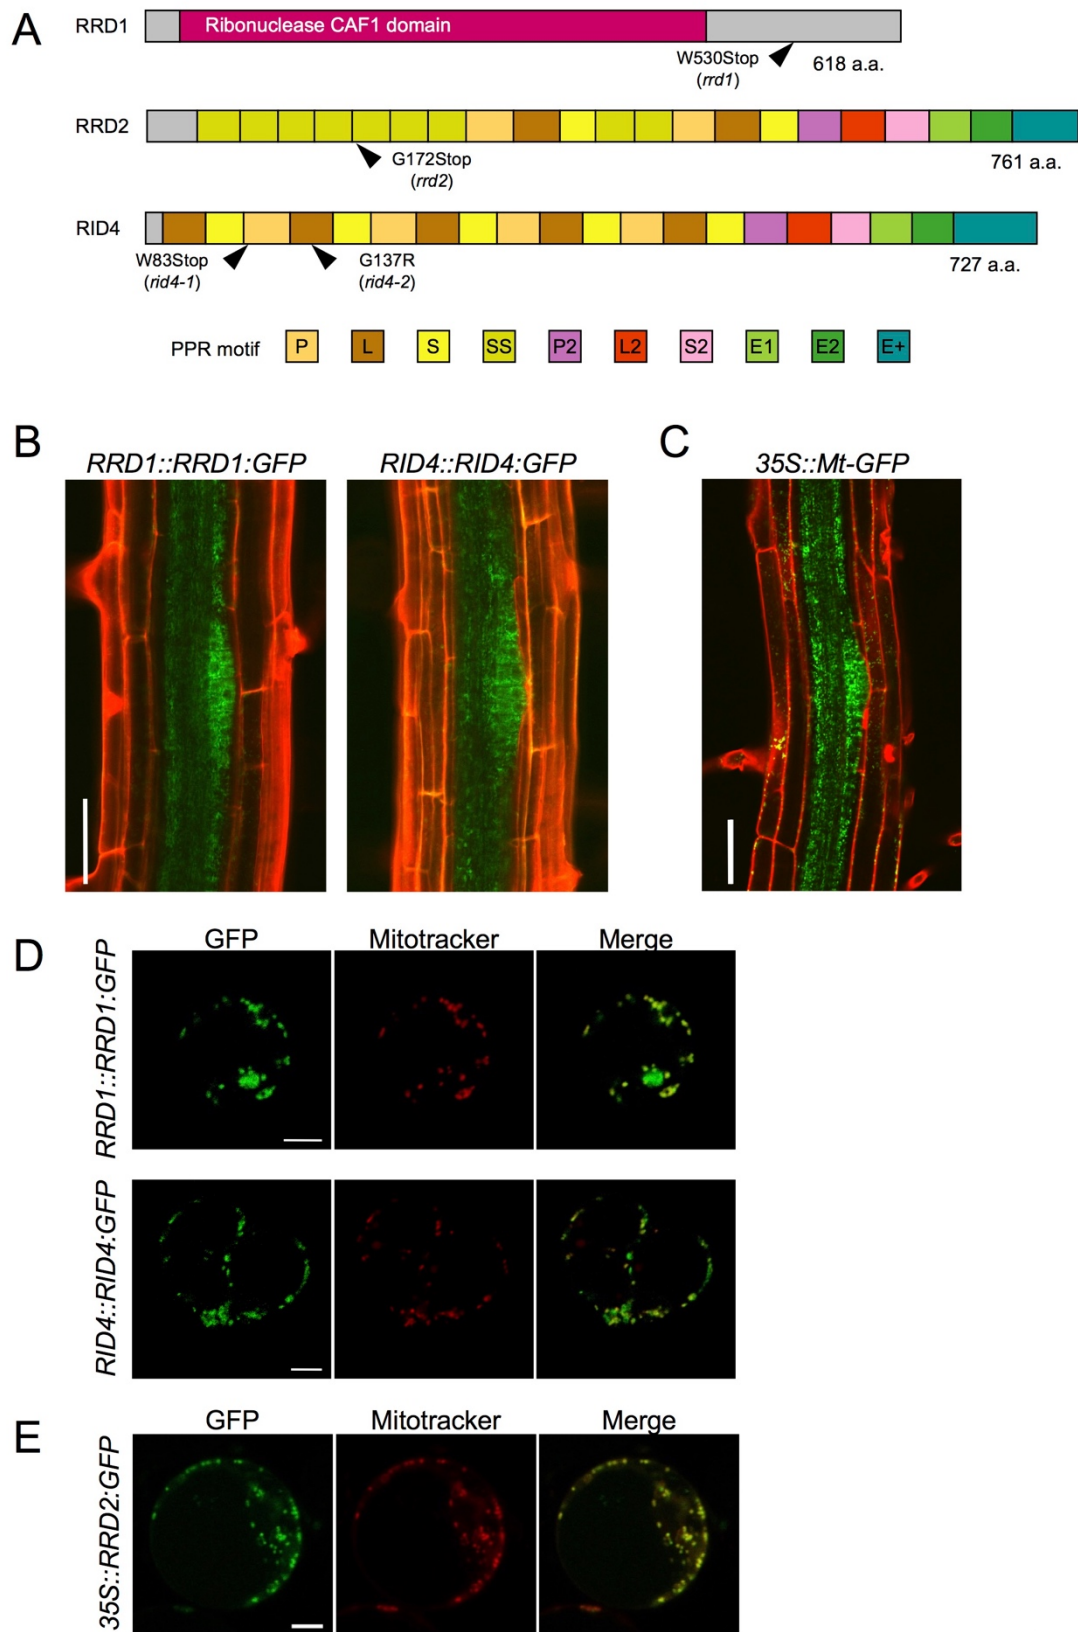 A
RRD1
Ribonuclease CAF1 domain
W530Stop
(rrd1)
618 a.a.
RRD2
G172Stop
(rrd2)
761 a.a.
RID4
W83Stop
(rid4-1)
G137R
(rid4-2)
727 a.a.
PPR motif P L S SS P2 L2 S2 E1 E2 E+
B
RRD1::RRD1:GFP
RID4::RID4:GFP
C
35S::Mt-GFP
D
GFP Mitotracker Merge
RRD1::RRD1:GFP
RID4::RID4:GFP
E
GFP Mitotracker Merge
35S::RRD2:GFP